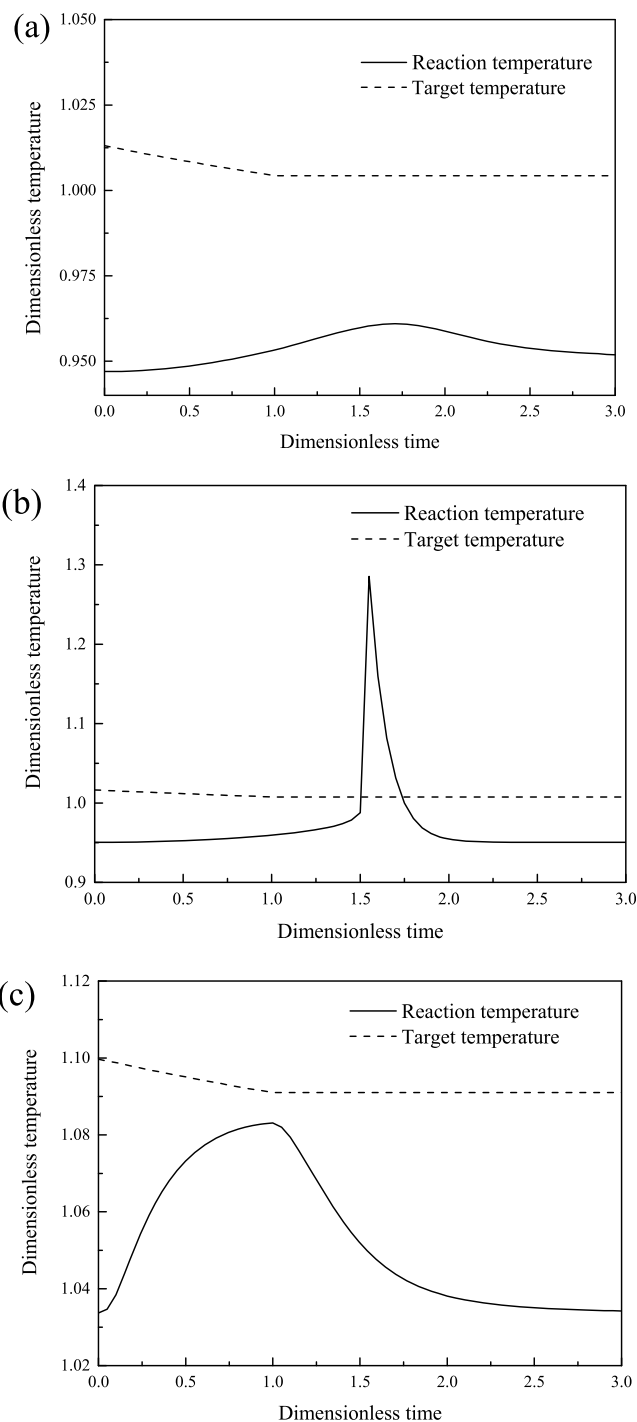 (a)
1.050
1.025
1.000
0.975
0.950
Dimensionless temperature
Reaction temperature
Target temperature
0.0 0.5 1.0 1.5 2.0 2.5 3.0
Dimensionless time
(b)
1.4
1.3
1.2
1.1
1.0
0.9
Dimensionless temperature
Reaction temperature
Target temperature
0.0 0.5 1.0 1.5 2.0 2.5 3.0
Dimensionless time
(c)
1.12
1.10
1.08
1.06
1.04
1.02
Dimensionless temperature
Reaction temperature
Target temperature
0.0 0.5 1.0 1.5 2.0 2.5 3.0
Dimensionless time